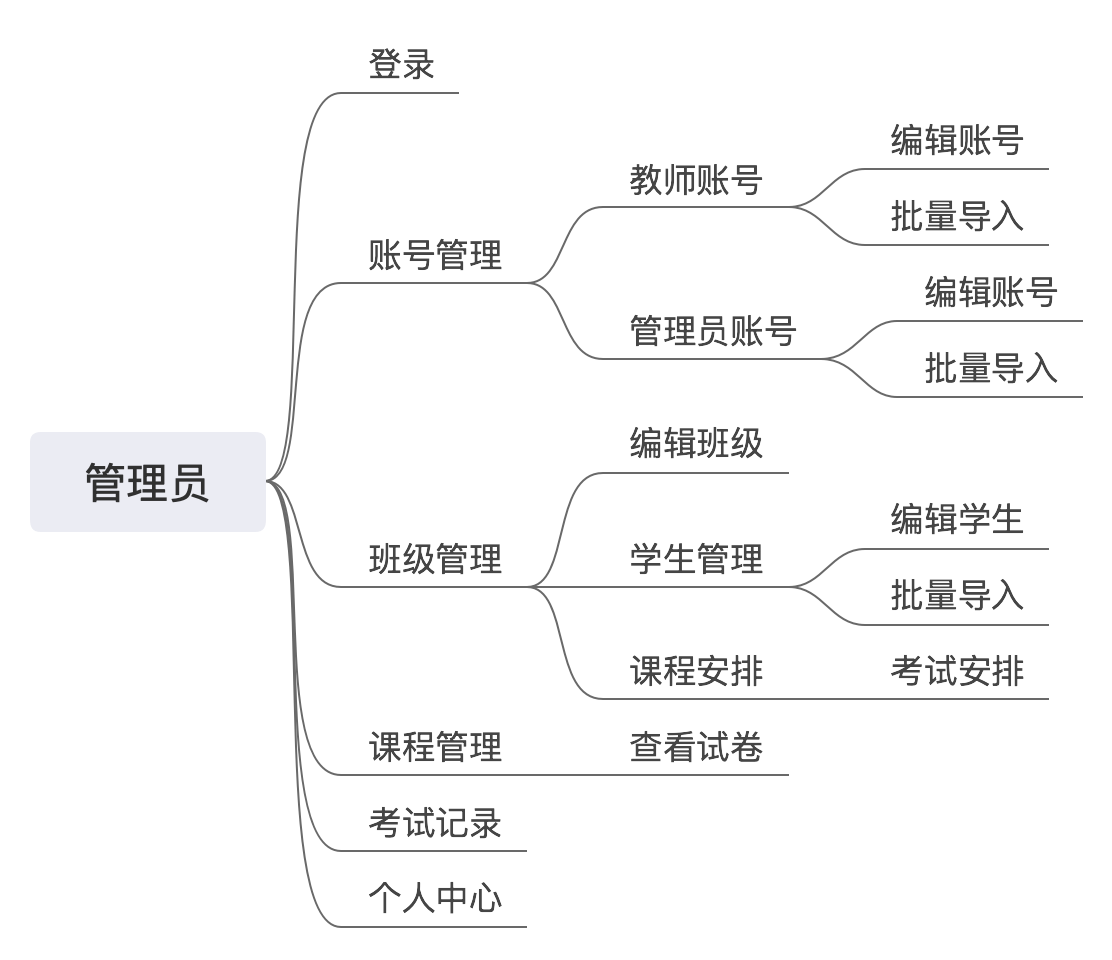 管理员
登录
账号管理
教师账号
编辑账号
批量导入
管理员账号
编辑账号
批量导入
班级管理
编辑班级
学生管理
编辑学生
批量导入
课程安排
考试安排
课程管理
查看试卷
考试记录
个人中心